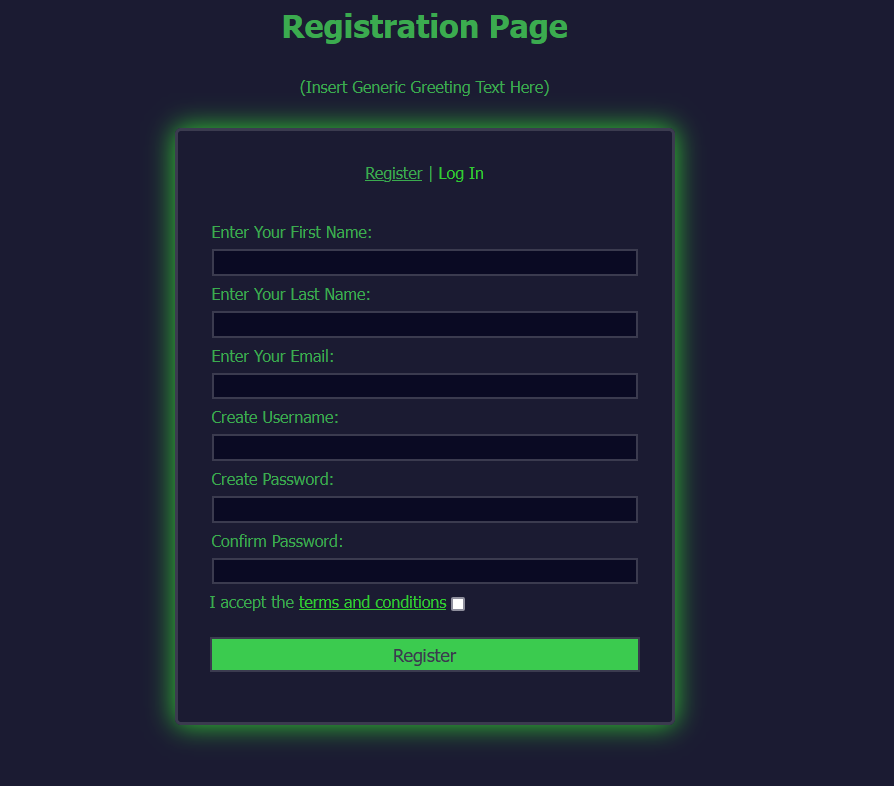 Registration Page
(Insert Generic Greeting Text Here)
Register | Log In
Enter Your First Name:
Enter Your Last Name:
Enter Your Email:
Create Username:
Create Password:
Confirm Password:
I accept the terms and conditions
Register